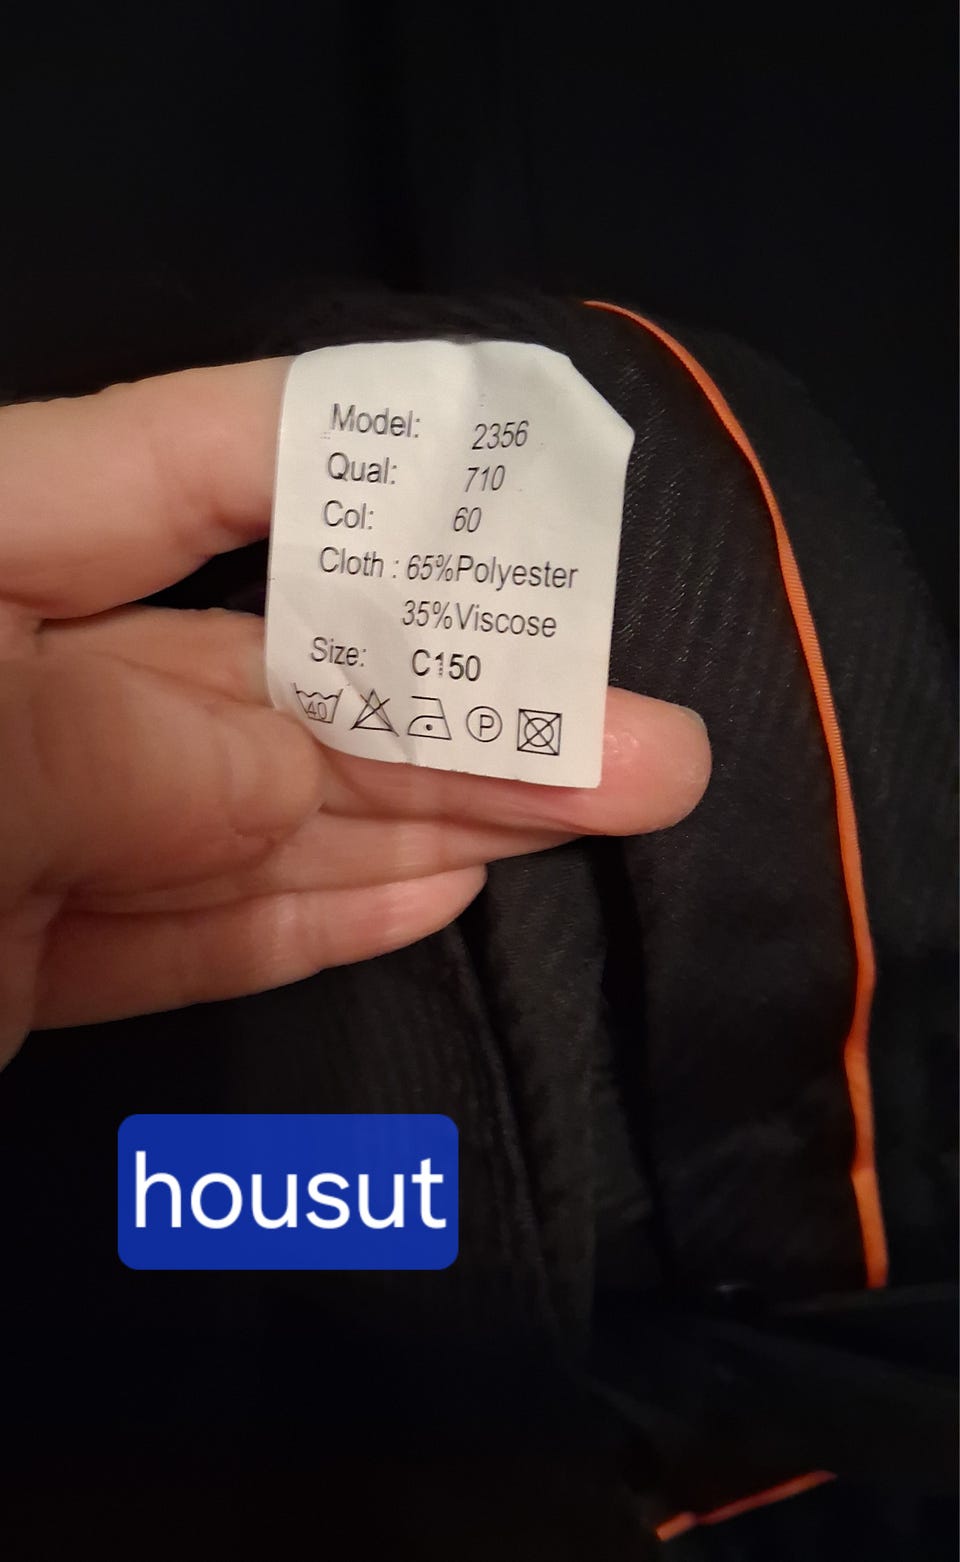 Model: 2356
Qual: 710
Col: 60
Cloth : 65%Polyester
35%Viscose
Size: C150
40 P
housut